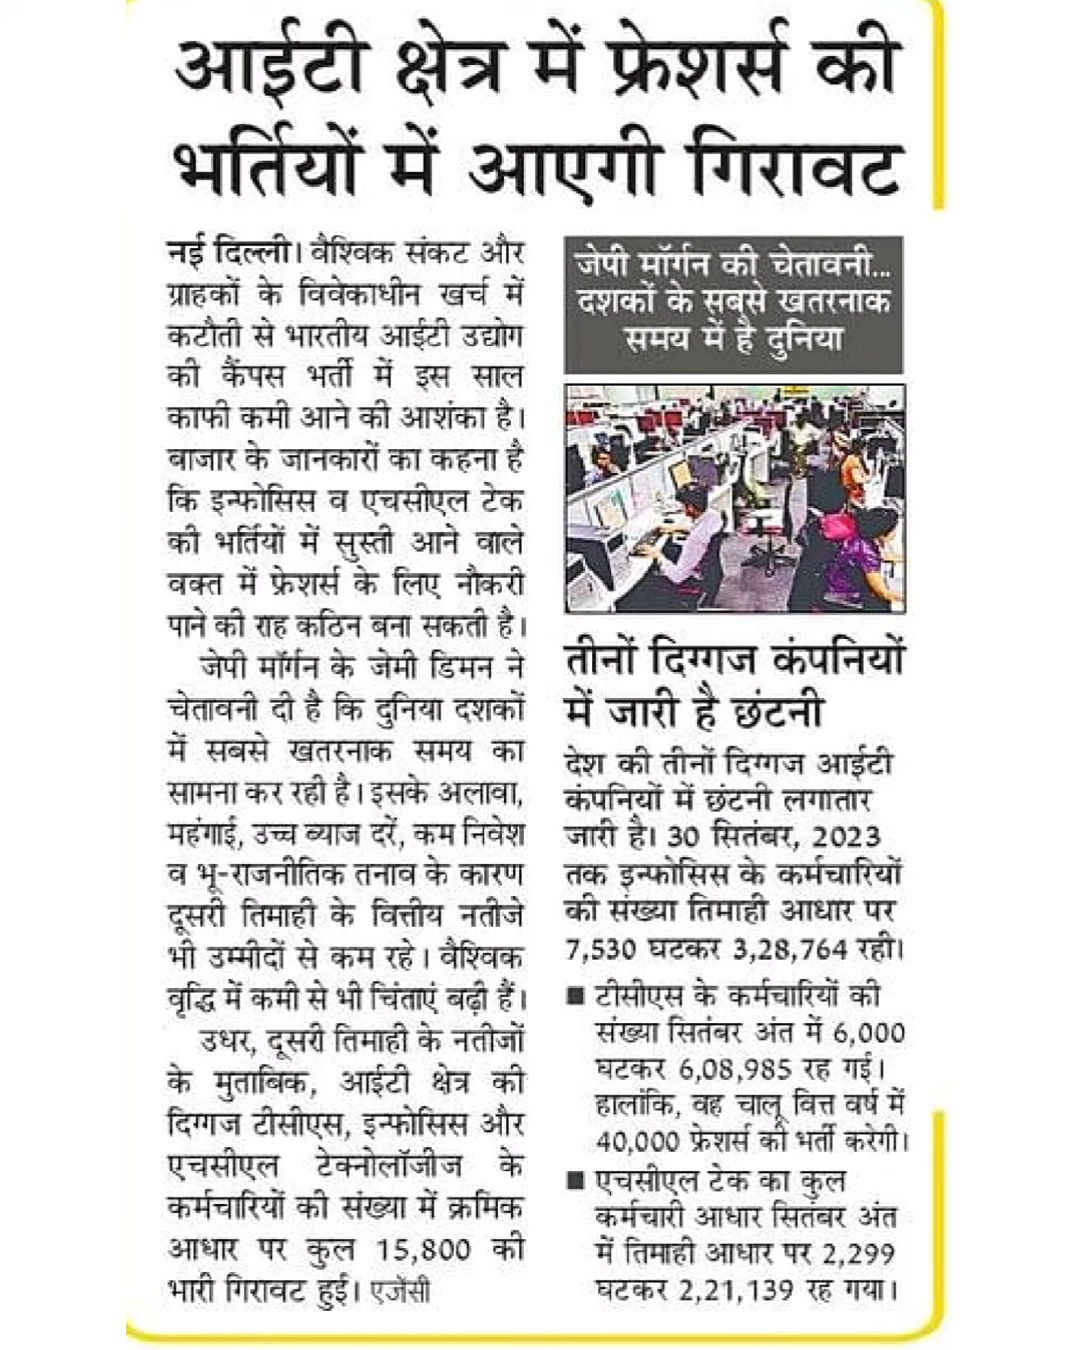 आईटी क्षेत्र में फ्रेशर्स की
भर्तियों में आएगी गिरावट
नई दिल्ली। वैश्विक संकट और
ग्राहकों के विवेकाधीन खर्च में
कटौती से भारतीय आईटी उद्योग
की कैंपस भर्ती में इस साल
काफी कमी आने की आशंका है।
बाजार के जानकारों का कहना है
कि इन्फोसिस व एचसीएल टेक
की भर्तियों में सुस्ती आने वाले
वक्त में फ्रेशर्स के लिए नौकरी
पाने की राह कठिन बना सकती है।
जेपी मॉर्गन के जेमी डिमन ने
चेतावनी दी है कि दुनिया दशकों
में सबसे खतरनाक समय का
सामना कर रही है। इसके अलावा,
महंगाई, उच्च ब्याज दरें, कम निवेश
व भू-राजनीतिक तनाव के कारण
दूसरी तिमाही के वित्तीय नतीजे
भी उम्मीदों से कम रहे। वैश्विक
वृद्धि में कमी से भी चिंताएं बढ़ी हैं।
उधर, दूसरी तिमाही के नतीजों
के मुताबिक, आईटी क्षेत्र की
दिग्गज टीसीएस, इन्फोसिस और
एचसीएल टेक्नोलॉजीज के
कर्मचारियों की संख्या में क्रमिक
आधार पर कुल 15,800 की
भारी गिरावट हुई। एजेंसी
जेपी मॉर्गन की चेतावनी...
दशकों के सबसे खतरनाक
समय में है दुनिया
तीनों दिग्गज कंपनियों
में जारी है छंटनी
देश की तीनों दिग्गज आईटी
कंपनियों में छंटनी लगातार
जारी है। 30 सितंबर, 2023
तक इन्फोसिस के कर्मचारियों
की संख्या तिमाही आधार पर
7,530 घटकर 3,28,764 रही।
■ टीसीएस के कर्मचारियों की
संख्या सितंबर अंत में 6,000
घटकर 6,08,985 रह गई।
हालांकि, वह चालू वित्त वर्ष में
40,000 फ्रेशर्स की भर्ती करेगी।
■ एचसीएल टेक का कुल
कर्मचारी आधार सितंबर अंत
में तिमाही आधार पर 2,299
घटकर 2,21,139 रह गया।